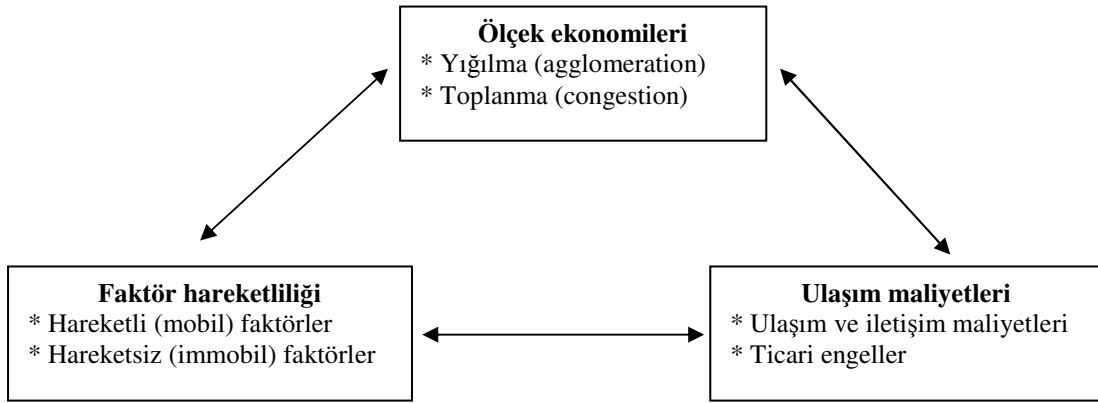 Ölçek ekonomileri
* Yığılma (agglomeration)
* Toplanma (congestion)
Faktör hareketliliği
* Hareketli (mobil) faktörler
* Hareketsiz (immobil) faktörler
Ulaşım maliyetleri
* Ulaşım ve iletişim maliyetleri
* Ticari engeller